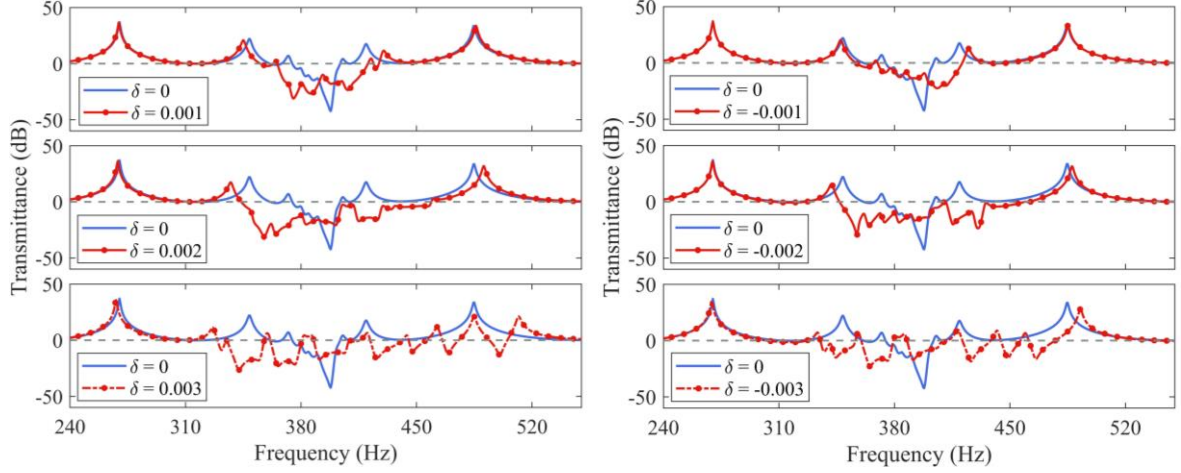 50
0
-50
δ = 0
δ = 0.001
50
0
-50
δ = 0
δ = 0.002
50
0
-50
δ = 0
δ = 0.003
240
310
380
450
520
Frequency (Hz)
Transmittance (dB)
50
0
-50
δ = 0
δ = -0.001
50
0
-50
δ = 0
δ = -0.002
50
0
-50
δ = 0
δ = -0.003
240
310
380
450
520
Frequency (Hz)
Transmittance (dB)